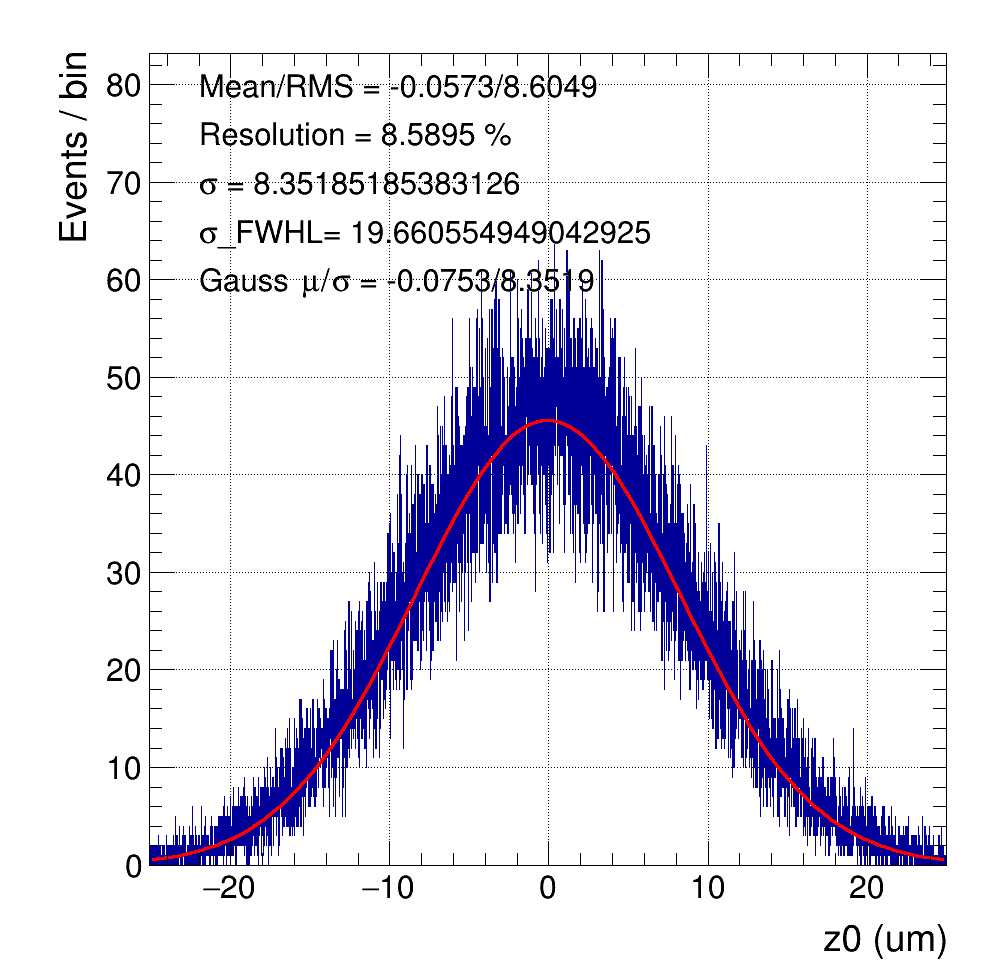 Events / bin
80
70
60
50
40
30
20
10
0
Mean/RMS = -0.0573/8.6049
Resolution = 8.5895 %
σ = 8.35185185383126
σ_FWHL= 19.660554949042925
Gauss μ/σ = -0.0753/8.3519
−20 −10 0 10 20
z0 (um)